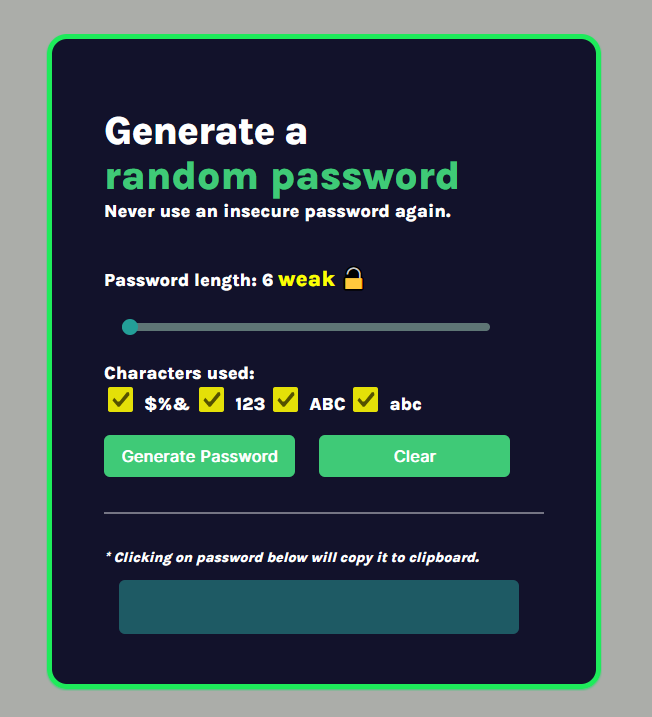 Generate a
random password
Never use an insecure password again.
Password length: 6 weak 🔓
Characters used:
$%& 123 ABC abc
Generate Password Clear
* Clicking on password below will copy it to clipboard.